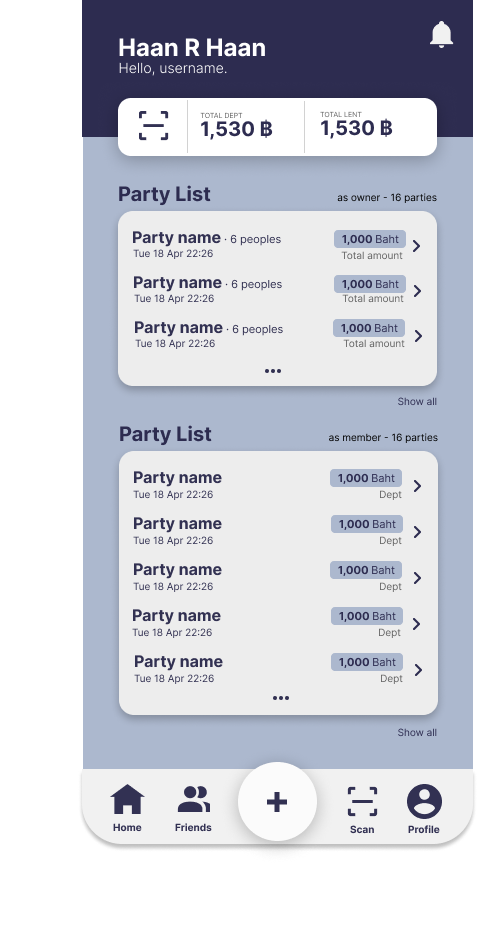 Haan R Haan
Hello, username.
TOTAL DEPT
1,530 ฿
TOTAL LENT
1,530 ฿
Party List
as owner - 16 parties
Party name · 6 peoples
1,000 Baht
Tue 18 Apr 22:26
Total amount
Party name · 6 peoples
1,000 Baht
Tue 18 Apr 22:26
Total amount
Party name · 6 peoples
1,000 Baht
Tue 18 Apr 22:26
Total amount
Show all
Party List
as member - 16 parties
Party name
1,000 Baht
Tue 18 Apr 22:26
Dept
Party name
1,000 Baht
Tue 18 Apr 22:26
Dept
Party name
1,000 Baht
Tue 18 Apr 22:26
Dept
Party name
1,000 Baht
Tue 18 Apr 22:26
Dept
Party name
1,000 Baht
Tue 18 Apr 22:26
Dept
Show all
Home
Friends
Scan
Profile